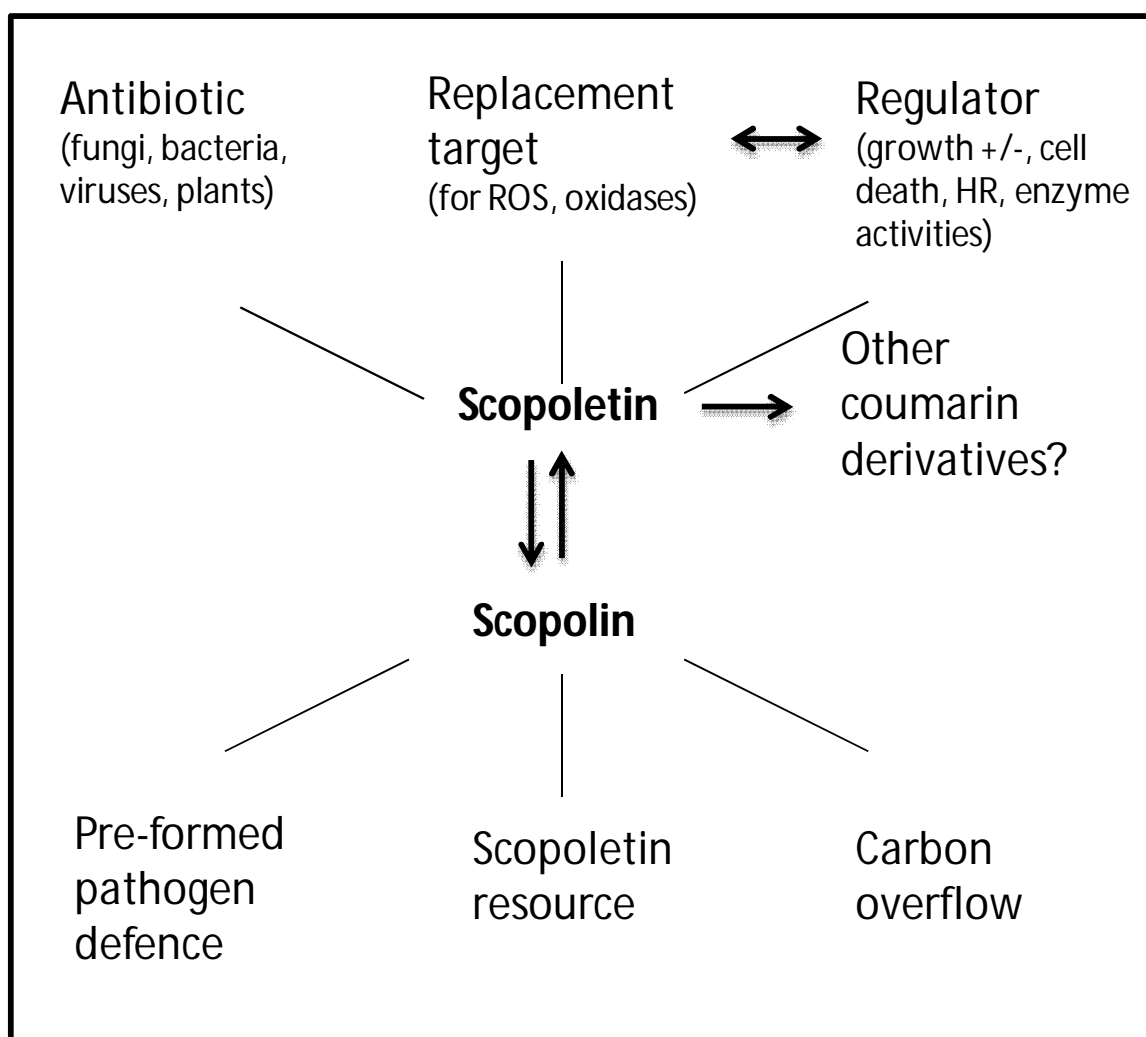 Antibiotic
(fungi, bacteria,
viruses, plants)
Replacement
target
(for ROS, oxidases)
Regulator
(growth +/-, cell
death, HR, enzyme
activities)
Scopoletin
Other
coumarin
derivatives?
Scopolin
Pre-formed
pathogen
defence
Scopoletin
resource
Carbon
overflow